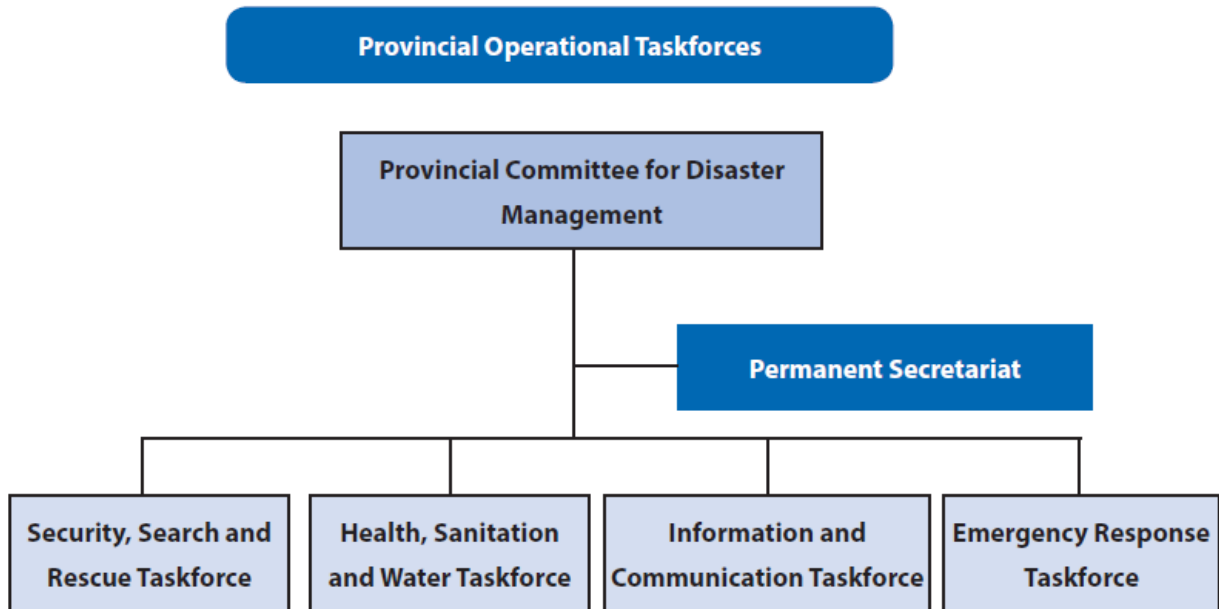 Provincial Operational Taskforces
Provincial Committee for Disaster
Management
Permanent Secretariat
Security, Search and
Rescue Taskforce
Health, Sanitation
and Water Taskforce
Information and
Communication Taskforce
Emergency Response
Taskforce